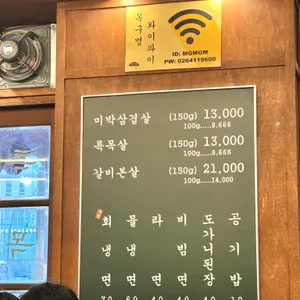 목구멍
와이파이
ID: MGMGM
PW: 0264119600
미박삼겹살 (150g) 13,000
100g.....8,666
특목살 (150g) 13,000
100g.....8,666
갈비본살 (150g) 21,000
100g.....14,000
회냉면
물냉면
라면
비빔면
도가니된장
공기밥